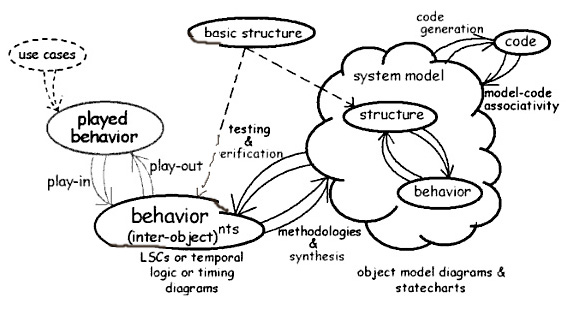 code
generation
code
basic structure
use cases
system model
model-code
associativity
played
behavior
structure
testing
&
erification
play-in
play-out
behavior
behavior
(inter-object) nts
methodologies
&
synthesis
LSCs or temporal
logic or timing
diagrams
object model diagrams &
statecharts